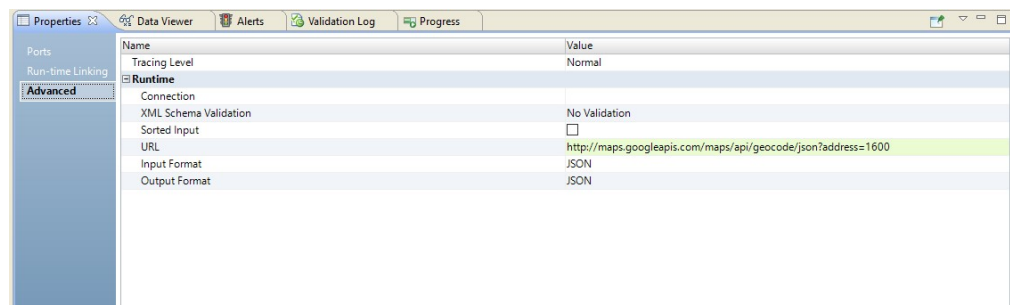 Properties Data Viewer Alerts Validation Log Progress
Ports
Run-time Linking
Advanced
Name Value
Tracing Level Normal
Runtime
Connection
XML Schema Validation No Validation
Sorted Input
URL http://maps.googleapis.com/maps/api/geocode/json?address=1600
Input Format JSON
Output Format JSON